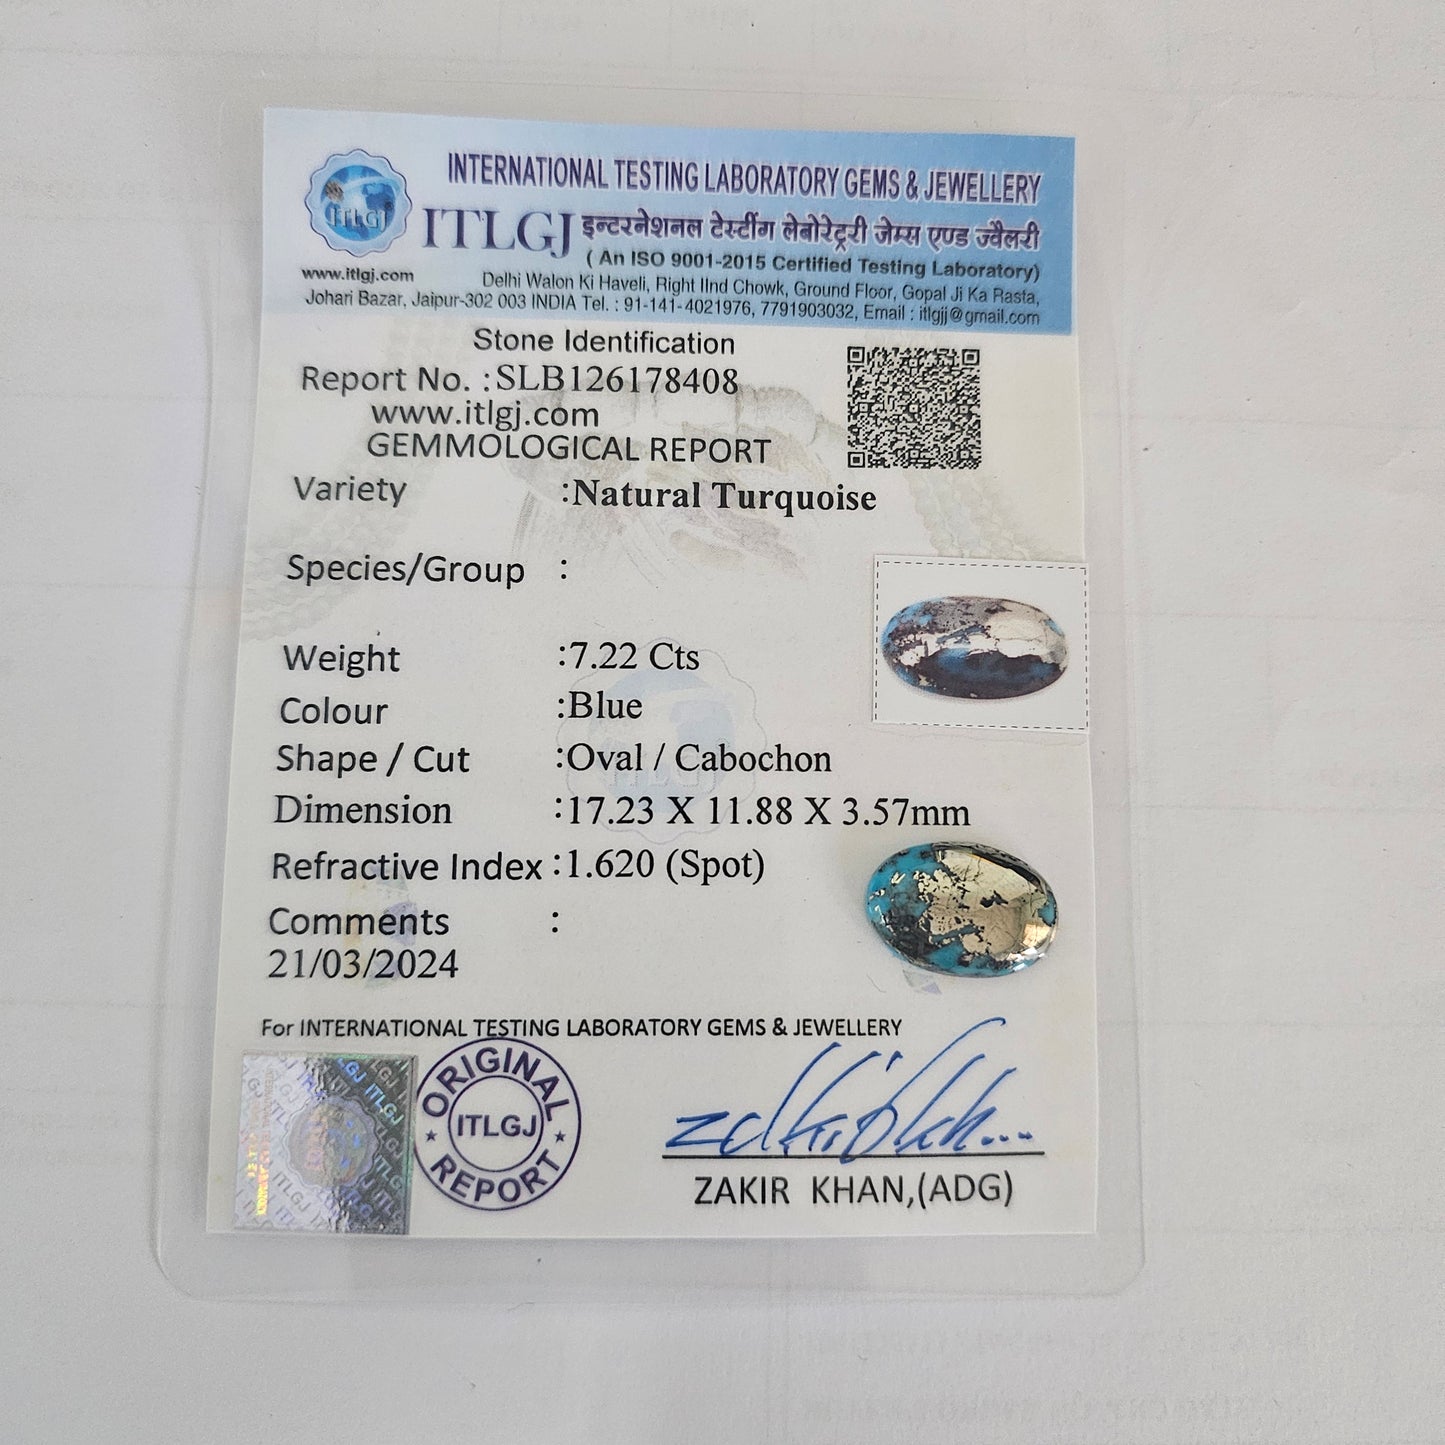 INTERNATIONAL TESTING LABORATORY GEMS & JEWELLERY
ITLGJ
ITLGJ इन्टरनेशनल टेस्टींग लेबोरेट्ररी जेम्स एण्ड ज्वैलरी
( An ISO 9001-2015 Certified Testing Laboratory)
www.itlgj.com Delhi Walon Ki Haveli, Right IInd Chowk, Ground Floor, Gopal Ji Ka Rasta,
Johari Bazar, Jaipur-302 003 INDIA Tel. : 91-141-4021976, 7791903032, Email : itlgjj@gmail.com
Stone Identification
Report No. :SLB126178408
www.itlgj.com
GEMMOLOGICAL REPORT
Variety :Natural Turquoise
Species/Group :
Weight :7.22 Cts
Colour :Blue
Shape / Cut :Oval / Cabochon
Dimension :17.23 X 11.88 X 3.57mm
Refractive Index :1.620 (Spot)
Comments :
21/03/2024
For INTERNATIONAL TESTING LABORATORY GEMS & JEWELLERY
ORIGINAL
ITLGJ
REPORT
ZAKIR KHAN,(ADG)